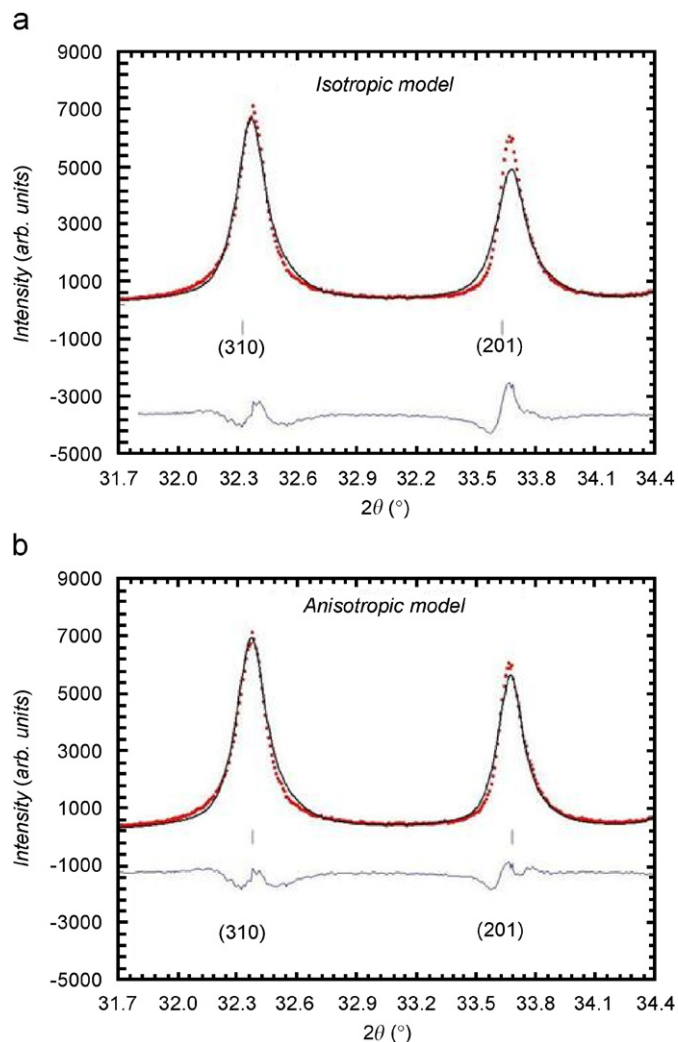 a
9000
Isotropic model
7000
5000
3000
1000
-1000
(310) (201)
-3000
-5000
31.7 32.0 32.3 32.6 32.9 33.2 33.5 33.8 34.1 34.4
2θ (°)
Intensity (arb. units)
b
9000
Anisotropic model
7000
5000
3000
1000
-1000
-3000
(310) (201)
-5000
31.7 32.0 32.3 32.6 32.9 32.2 33.5 33.8 34.1 34.4
2θ (°)
Intensity (arb. units)